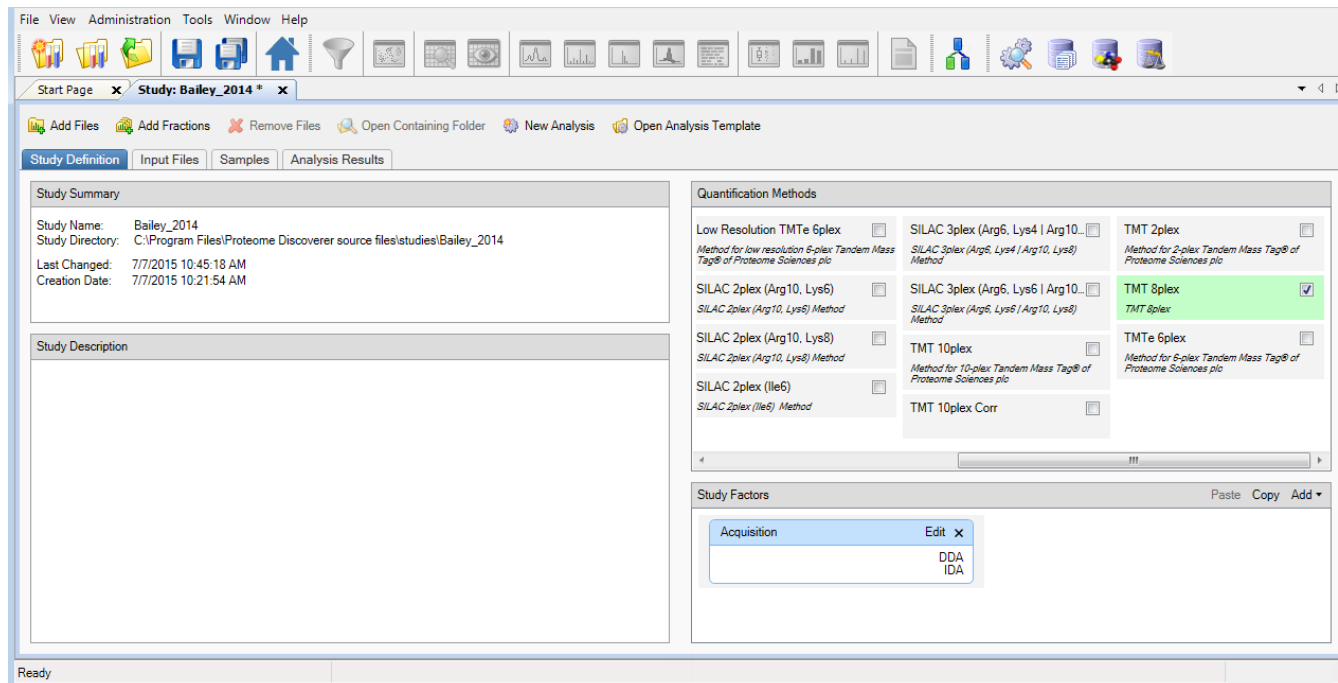 File View Administration Tools Window Help
Start Page x Study: Bailey_2014 * x
Add Files Add Fractions Remove Files Open Containing Folder New Analysis Open Analysis Template
Study Definition Input Files Samples Analysis Results
Study Summary
Study Name: Bailey_2014
Study Directory: C:\Program Files\Proteome Discoverer source files\studies\Bailey_2014
Last Changed: 7/7/2015 10:45:18 AM
Creation Date: 7/7/2015 10:21:54 AM
Study Description
Quantification Methods
Low Resolution TMTe 6plex
Method for low resolution 6-plex Tandem Mass
Tag® of Proteome Sciences plc
SILAC 2plex (Arg10, Lys6)
SILAC 2plex (Arg10, Lys6) Method
SILAC 2plex (Arg10, Lys8)
SILAC 2plex (Arg10, Lys8) Method
SILAC 2plex (Ile6)
SILAC 2plex (Ile6) Method
SILAC 3plex (Arg6, Lys4 | Arg10...
SILAC 3plex (Arg6, Lys4 | Arg10, Lys8)
Method
SILAC 3plex (Arg6, Lys6 | Arg10...
SILAC 3plex (Arg6, Lys6 | Arg10, Lys8)
Method
TMT 10plex
Method for 10-plex Tandem Mass Tag® of
Proteome Sciences plc
TMT 10plex Corr
TMT 2plex
Method for 2-plex Tandem Mass Tag® of
Proteome Sciences plc
TMT 8plex
TMT 8plex
TMTe 6plex
Method for 6-plex Tandem Mass Tag® of
Proteome Sciences plc
Study Factors Paste Copy Add
Acquisition Edit x
DDA
IDA
Ready